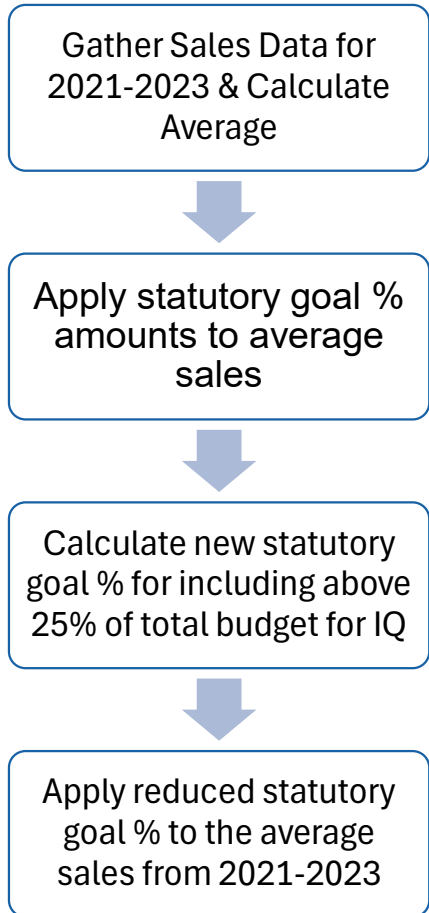 Gather Sales Data for
2021-2023 & Calculate
Average
Apply statutory goal %
amounts to average
sales
Calculate new statutory
goal % for including above
25% of total budget for IQ
Apply reduced statutory
goal % to the average
sales from 2021-2023